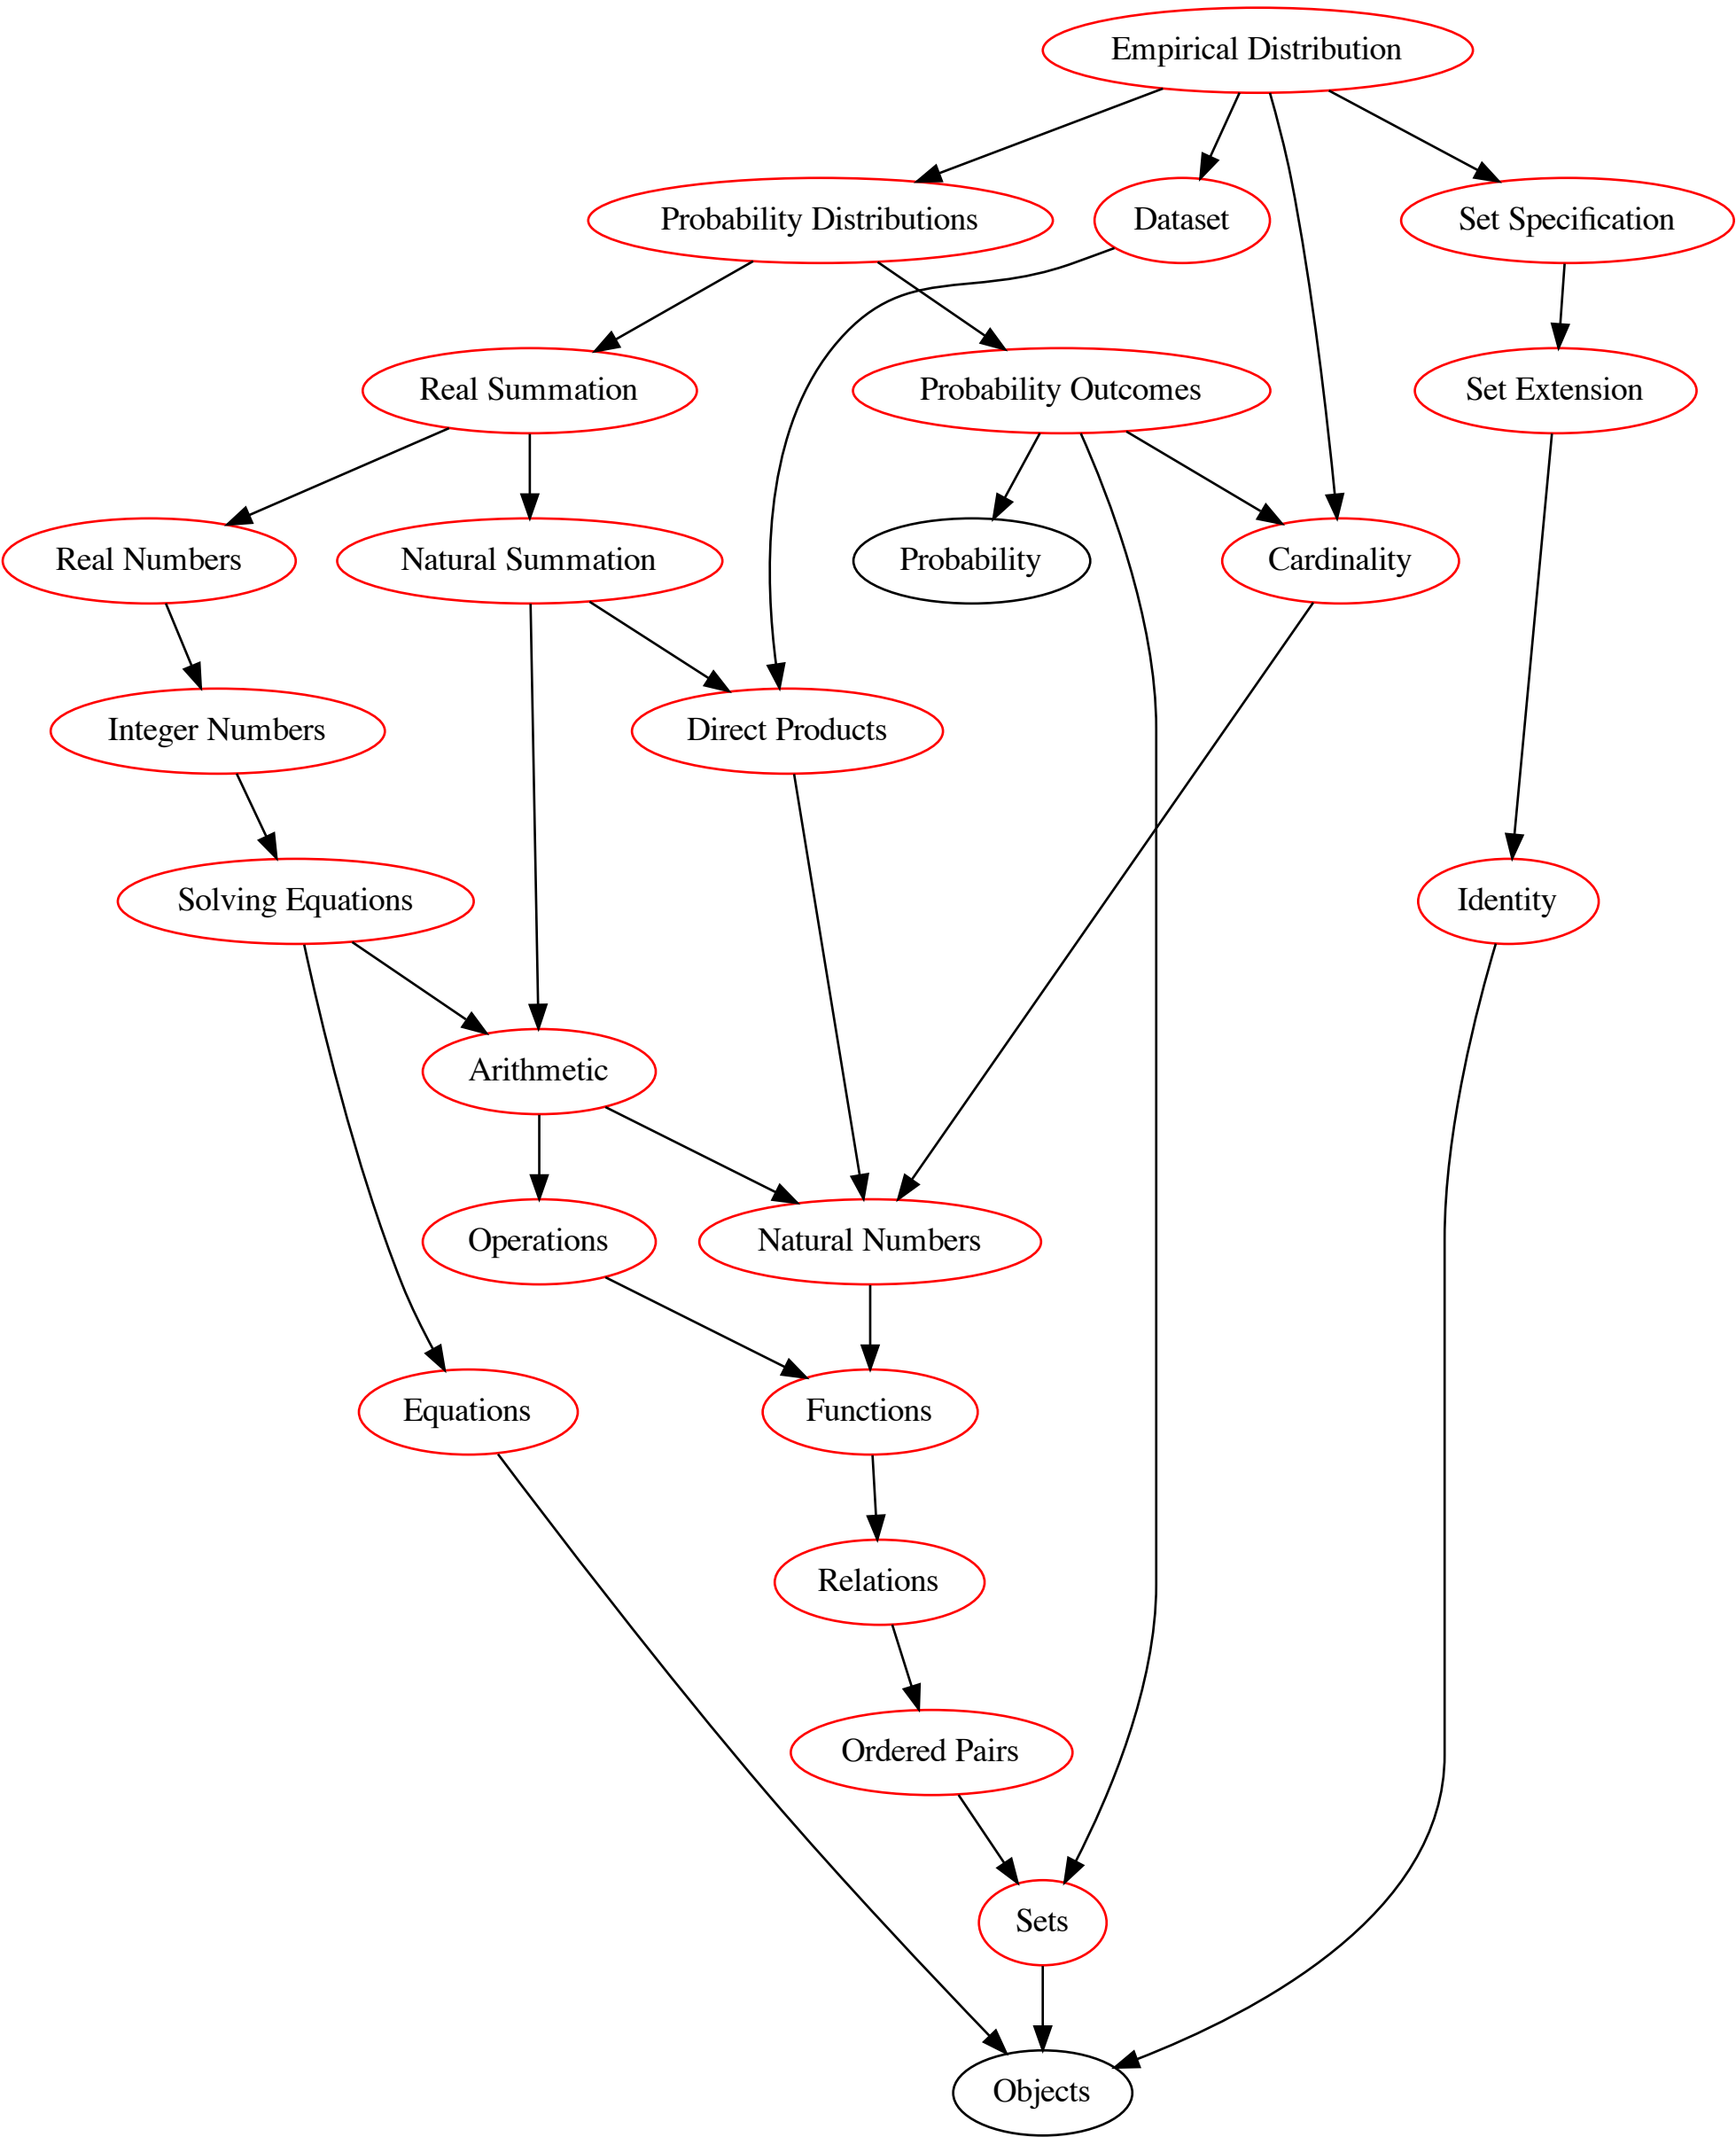 Empirical Distribution
Probability Distributions
Dataset
Set Specification
Real Summation
Probability Outcomes
Set Extension
Real Numbers
Natural Summation
Probability
Cardinality
Integer Numbers
Direct Products
Solving Equations
Identity
Arithmetic
Operations
Natural Numbers
Equations
Functions
Relations
Ordered Pairs
Sets
Objects